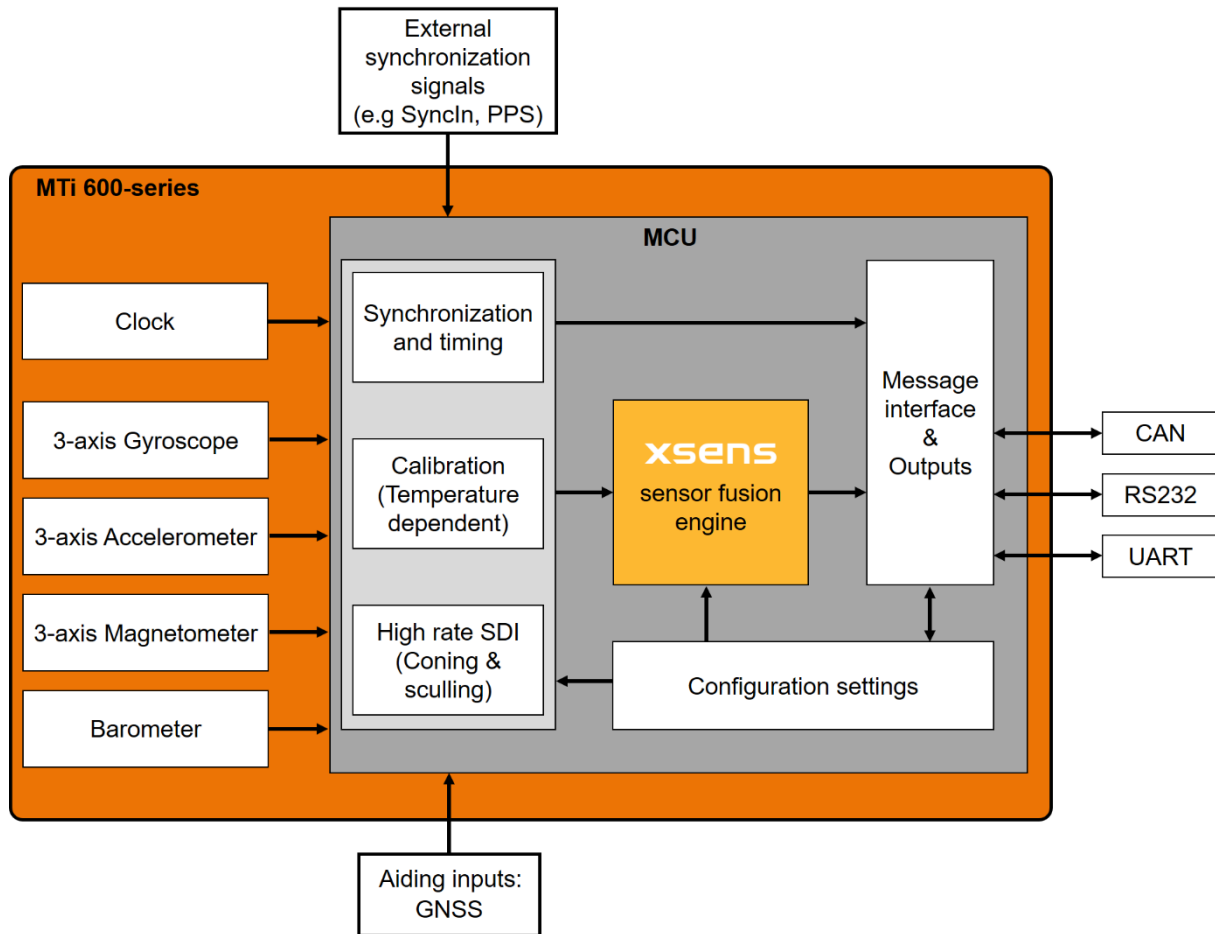 External
synchronization
signals
(e.g SyncIn, PPS)
MTi 600-series
MCU
Clock
3-axis Gyroscope
3-axis Accelerometer
3-axis Magnetometer
Barometer
Synchronization
and timing
Calibration
(Temperature
dependent)
High rate SDI
(Coning &
sculling)
xsens
sensor fusion
engine
Message
interface
&
Outputs
Configuration settings
CAN
RS232
UART
Aiding inputs:
GNSS